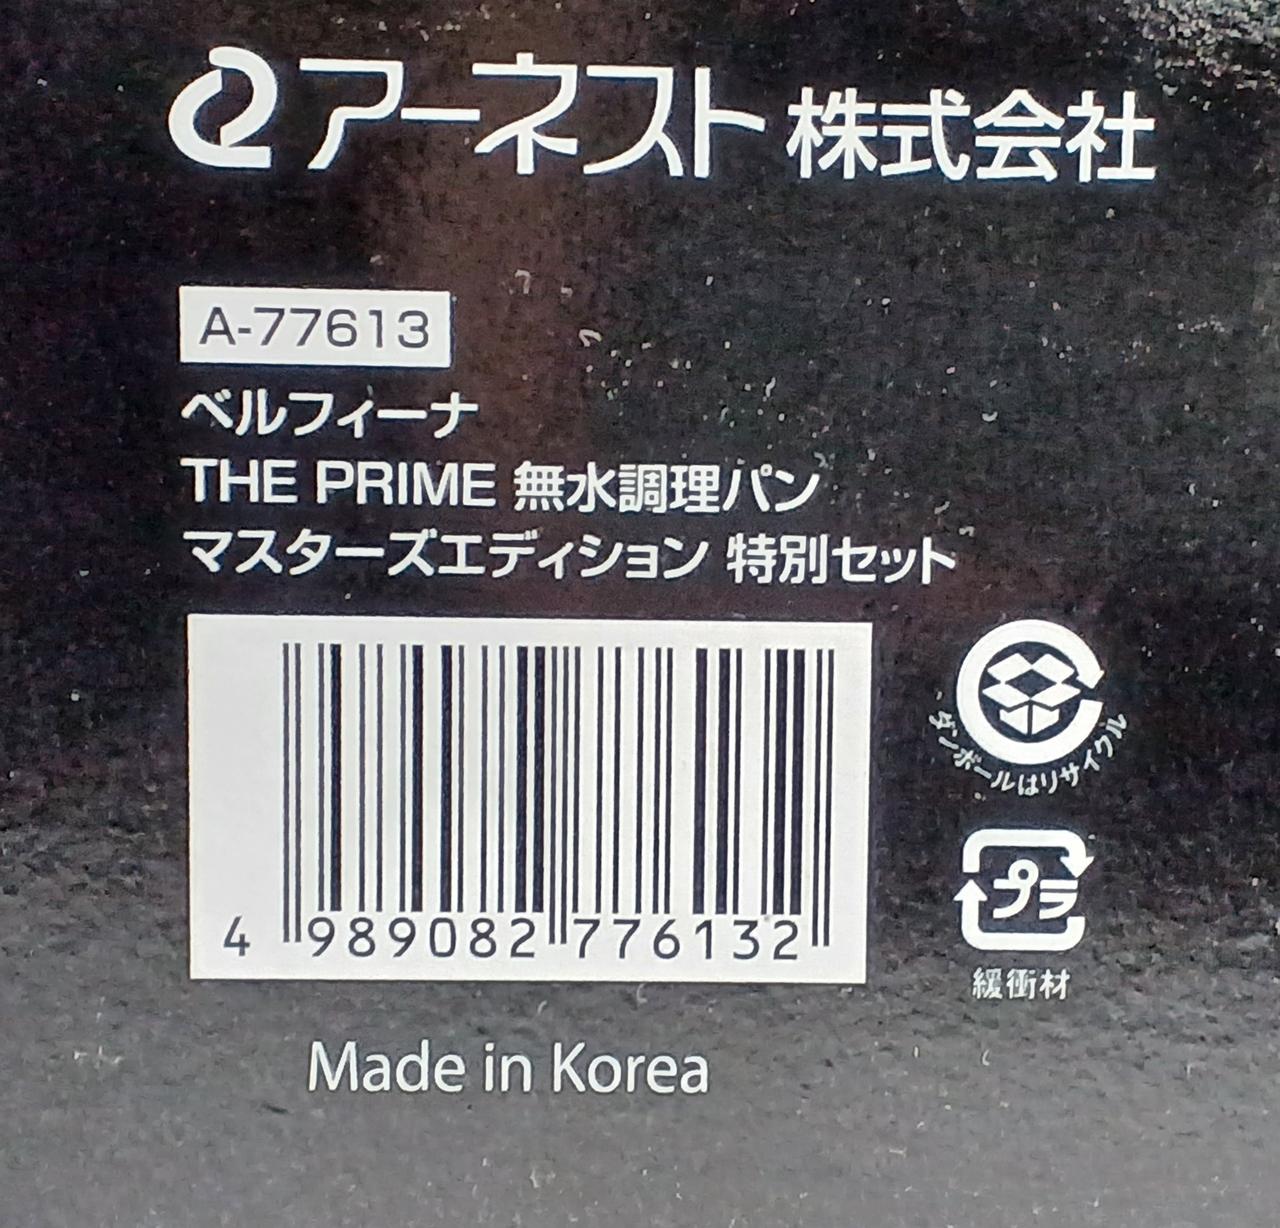 アーネスト株式会社
A-77613
ベルフィーナ
THE PRIME 無水調理パン
マスターズエディション 特別セット
4 989082 776132
ダンボールはリサイクル
プラ
緩衝材
Made in Korea